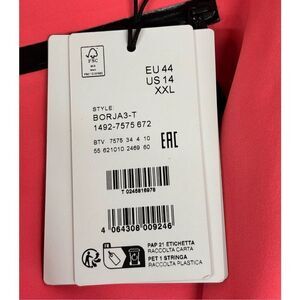 FSC
EU 44
US 14
XXL
STYLE:
BORJA3-T
1492-7575 672
BTV 7575 34 4 10
55 621010 2469 60
EAC
T 0245816978
4 064308 009246
PAP 21 ETICHETTA
RACCOLTA CARTA
PET 1 STRINGA
RACCOLTA PLASTICA